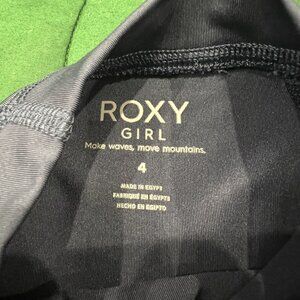 ROXY
GIRL
Make waves, move mountains.
4
MADE IN EGYPT
FABRIQUÉ EN ÉGYPTE
HECHO EN EGIPTO